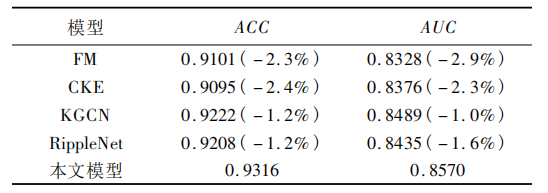 模型 ACC AUC
FM 0.9101(-2.3%) 0.8328(-2.9%)
CKE 0.9095(-2.4%) 0.8376(-2.3%)
KGCN 0.9222(-1.2%) 0.8489(-1.0%)
RippleNet 0.9208(-1.2%) 0.8435(-1.6%)
本文模型 0.9316 0.8570